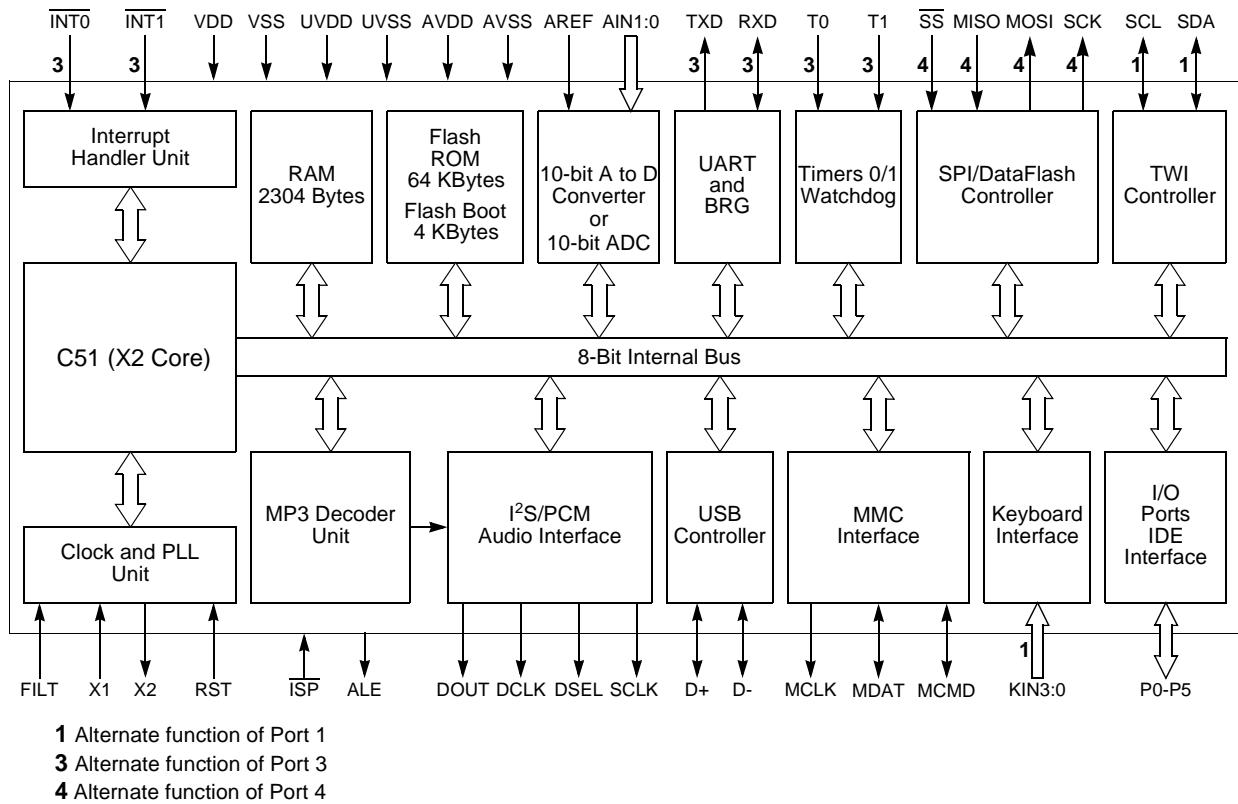 INT0 INT1 VDD VSS UVDD UVSS AVDD AVSS AREF AIN1:0 TXD RXD T0 T1 SS MISO MOSI SCK SCL SDA
3 3 3 3 3 3 4 4 4 4 1 1
Interrupt
Handler Unit
RAM
2304 Bytes
Flash
ROM
64 KBytes
Flash Boot
4 KBytes
10-bit A to D
Converter
or
10-bit ADC
UART
and
BRG
Timers 0/1
Watchdog
SPI/DataFlash
Controller
TWI
Controller
C51 (X2 Core)
8-Bit Internal Bus
Clock and PLL
Unit
MP3 Decoder
Unit
I²S/PCM
Audio Interface
USB
Controller
MMC
Interface
Keyboard
Interface
I/O
Ports
IDE
Interface
1
FILT X1 X2 RST ISP ALE DOUT DCLK DSEL SCLK D+ D- MCLK MDAT MCMD KIN3:0 P0-P5
1 Alternate function of Port 1
3 Alternate function of Port 3
4 Alternate function of Port 4